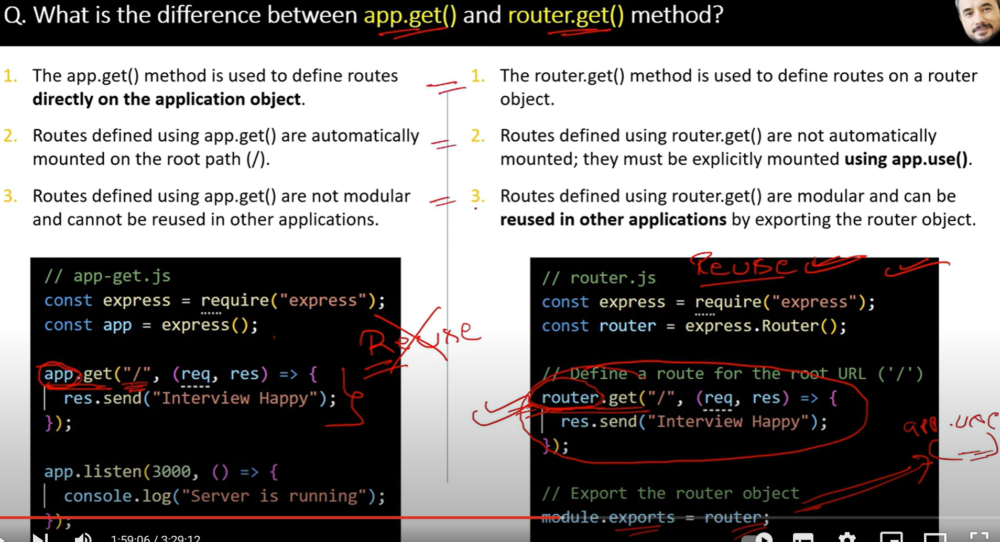 Q. What is the difference between app.get() and router.get() method?
1. The app.get() method is used to define routes
directly on the application object.
2. Routes defined using app.get() are automatically
mounted on the root path (/).
3. Routes defined using app.get() are not modular
and cannot be reused in other applications.
// app-get.js
const express = require("express");
const app = express();
Reuse
app.get("/", (req, res) => {
res.send("Interview Happy");
});
app.listen(3000, () => {
console.log("Server is running");
});
1. The router.get() method is used to define routes on a router
object.
2. Routes defined using router.get() are not automatically
mounted; they must be explicitly mounted using app.use().
3. Routes defined using router.get() are modular and can be
reused in other applications by exporting the router object.
Reuse
// router.js
const express = require("express");
const router = express.Router();
// Define a route for the root URL ('/')
router.get("/", (req, res) => {
res.send("Interview Happy");
});
app.use
// Export the router object
module.exports = router;
1:59:06 / 3:29:12